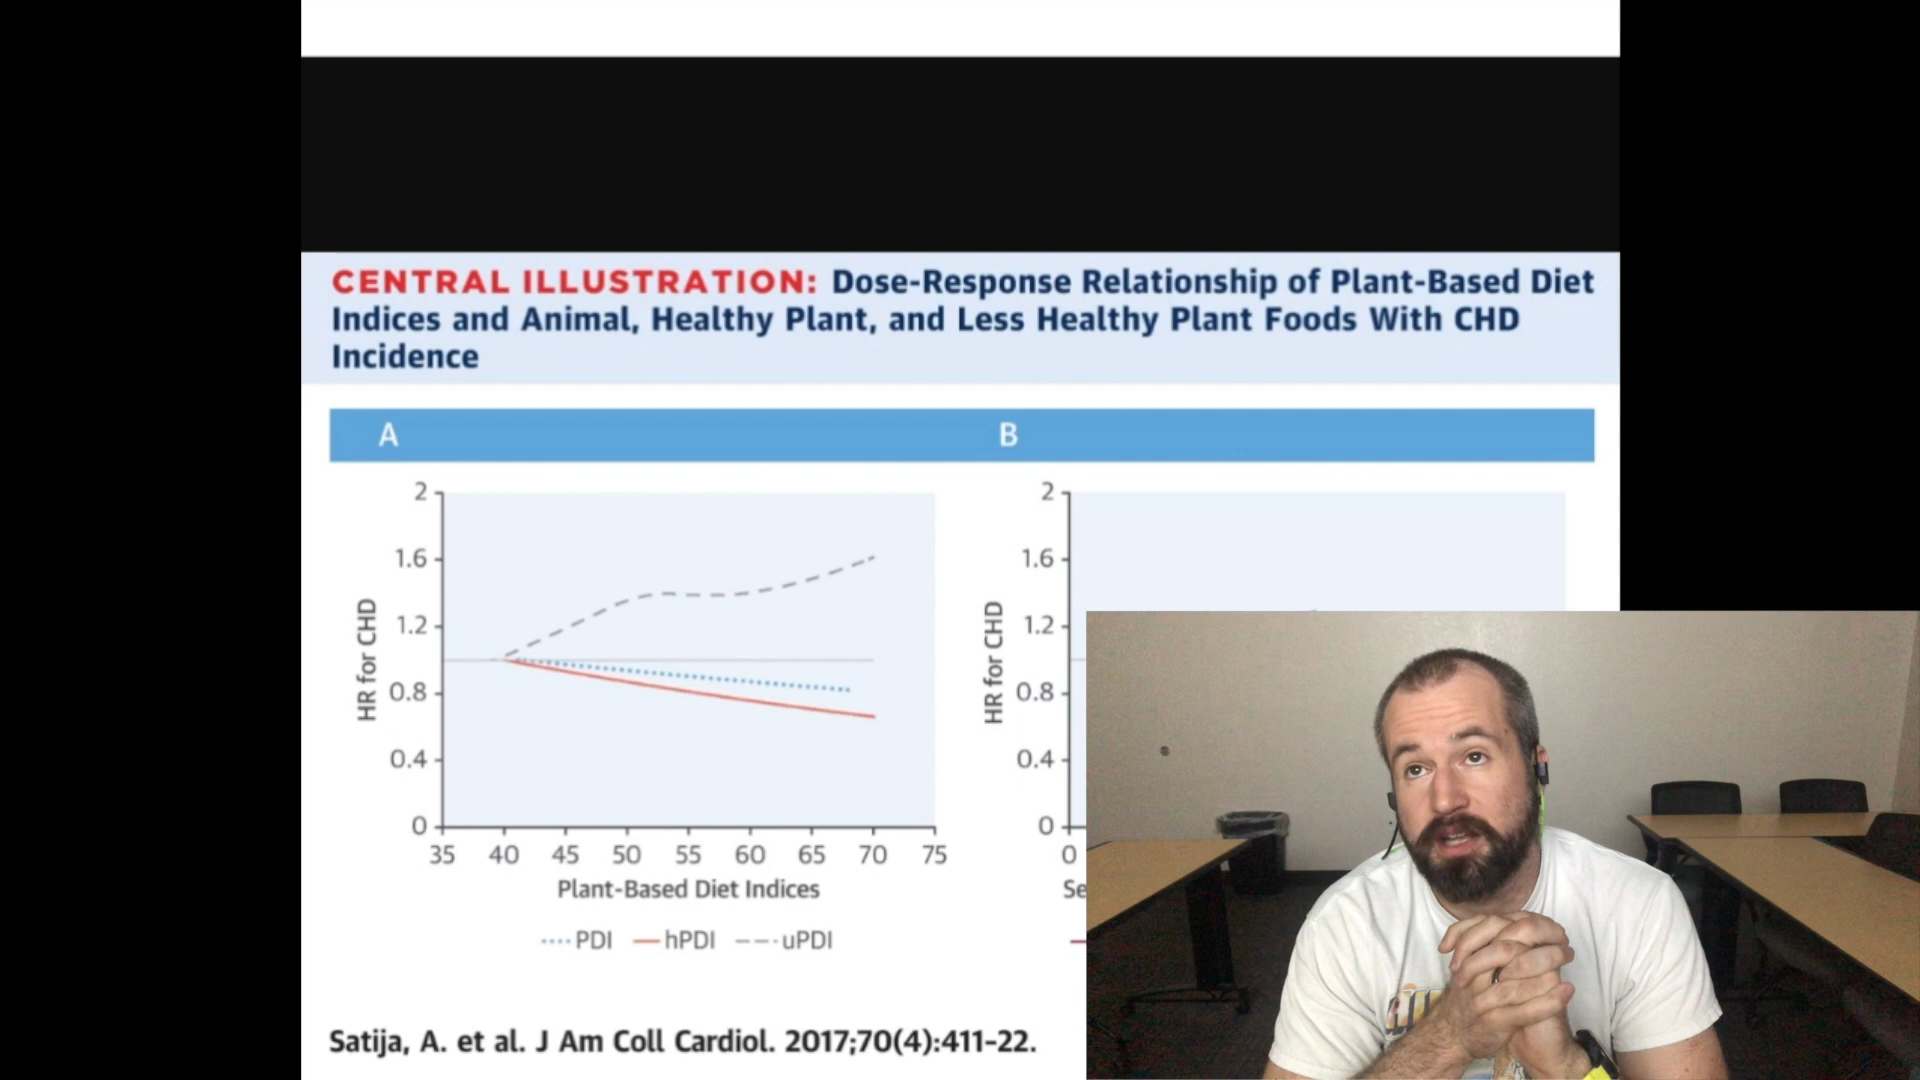 CENTRAL ILLUSTRATION: Dose-Response Relationship of Plant-Based Diet
Indices and Animal, Healthy Plant, and Less Healthy Plant Foods With CHD
Incidence
A
B
2
1.6
1.2
0.8
0.4
0
HR for CHD
35 40 45 50 55 60 65 70 75
Plant-Based Diet Indices
PDI hPDI uPDI
2
1.6
1.2
0.8
0.4
0
HR for CHD
0
Se
Satija, A. et al. J Am Coll Cardiol. 2017;70(4):411-22.